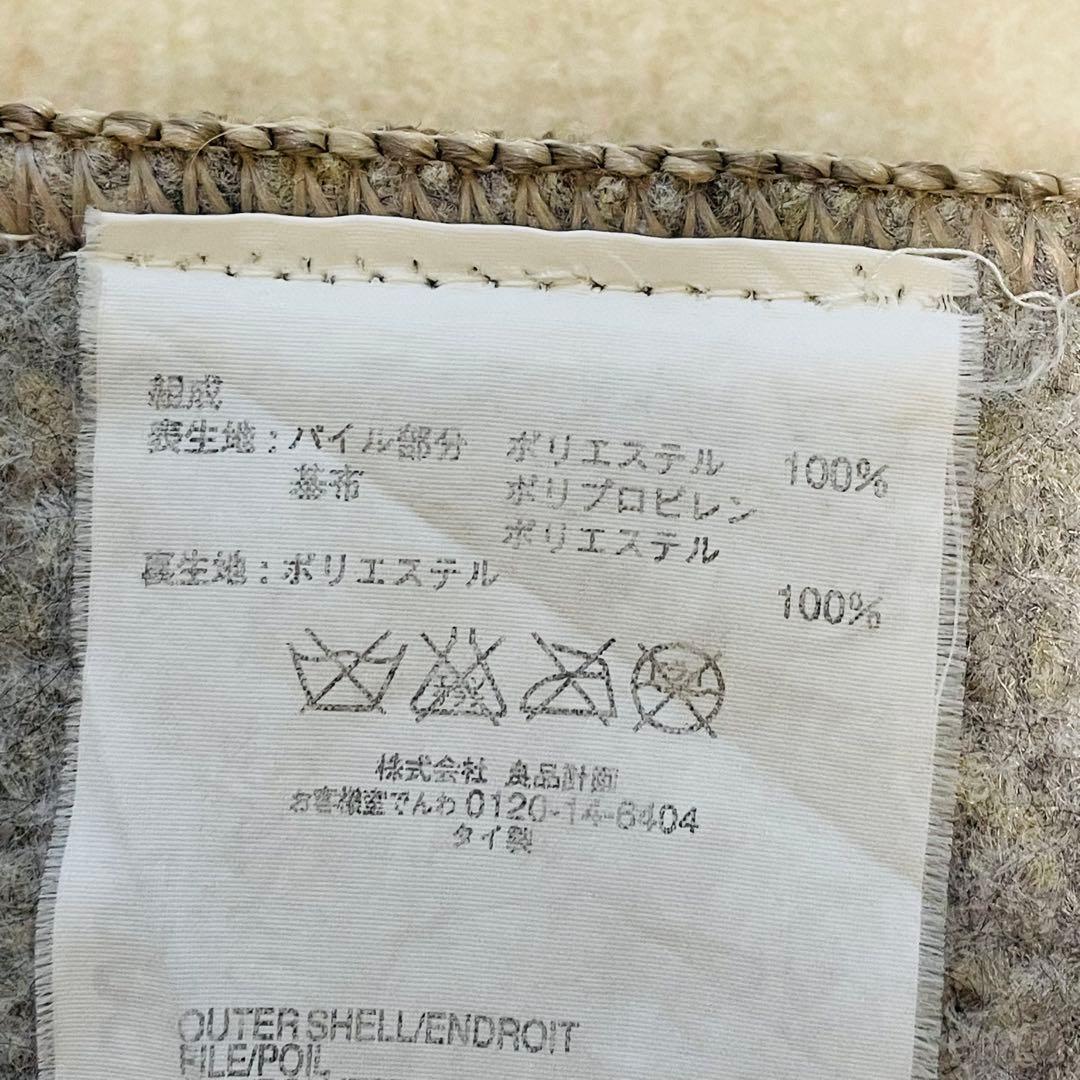 組成
表生地：パイル部分 ポリエステル 100%
基布 ポリプロピレン
ポリエステル
裏生地：ポリエステル 100%
株式会社 良品計画
お客様室でんわ 0120-14-6404
タイ製
OUTER SHELL/ENDROIT
PILE/POIL